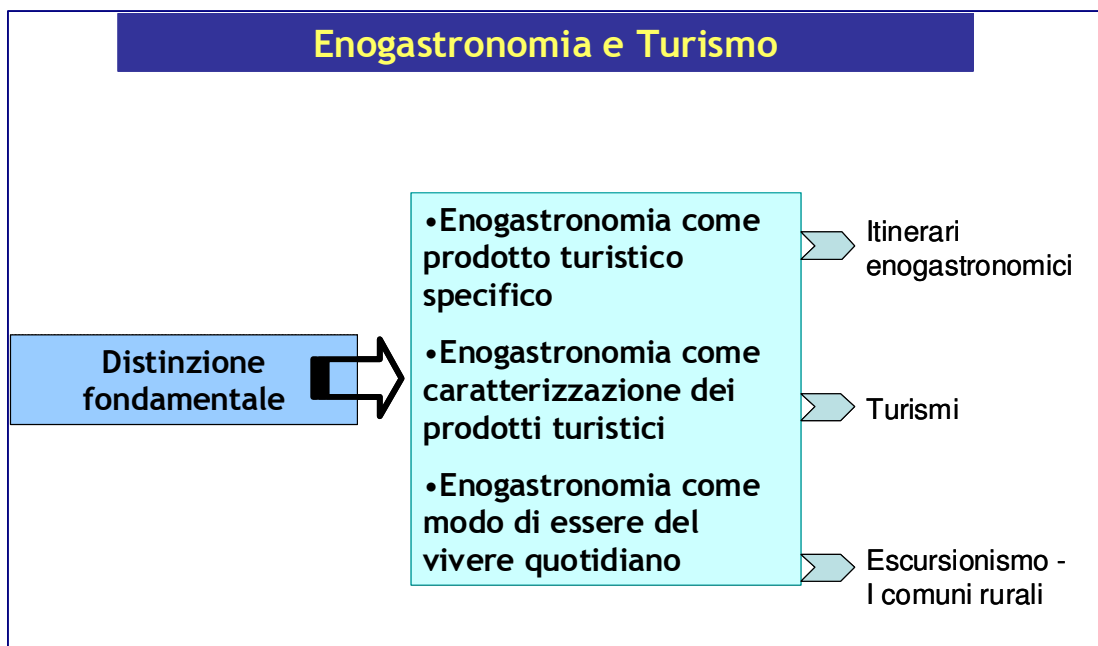 Enogastronomia e Turismo
•Enogastronomia come
prodotto turistico
specifico
Itinerari
enogastronomici
Distinzione
fondamentale
•Enogastronomia come
caratterizzazione dei
prodotti turistici
Turismi
•Enogastronomia come
modo di essere del
vivere quotidiano
Escursionismo -
I comuni rurali